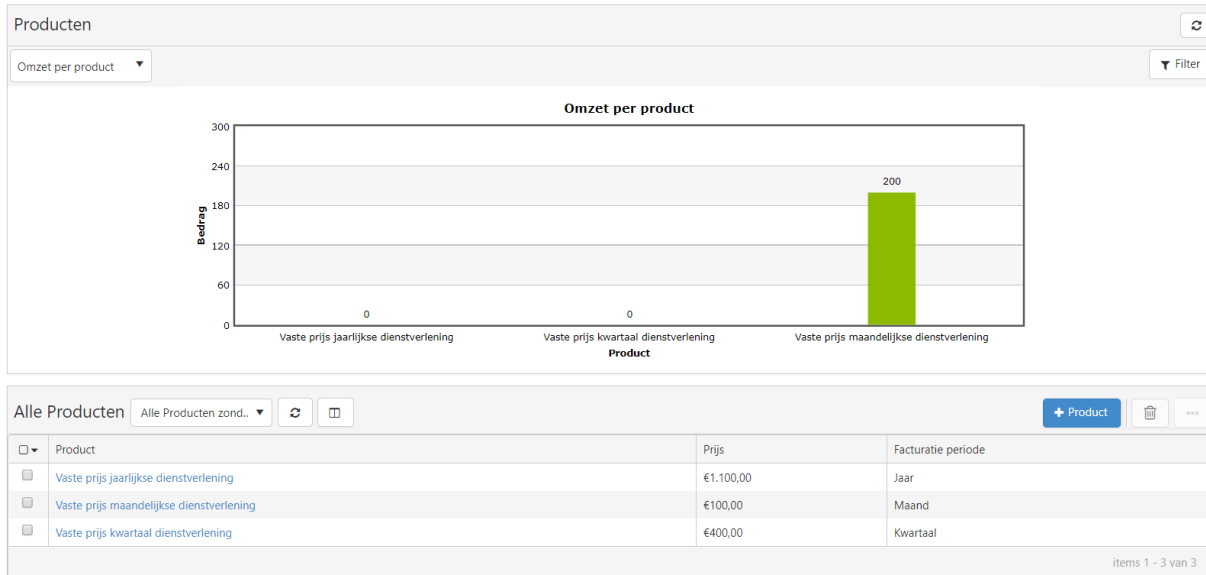 Producten
Omzet per product
Filter
Omzet per product
300
240
180
120
60
0
Bedrag
0
0
200
Vaste prijs jaarlijkse dienstverlening
Vaste prijs kwartaal dienstverlening
Vaste prijs maandelijkse dienstverlening
Product
Alle Producten
Alle Producten zond..
+ Product
Product Prijs Facturatie periode
Vaste prijs jaarlijkse dienstverlening €1.100,00 Jaar
Vaste prijs maandelijkse dienstverlening €100,00 Maand
Vaste prijs kwartaal dienstverlening €400,00 Kwartaal
items 1 - 3 van 3